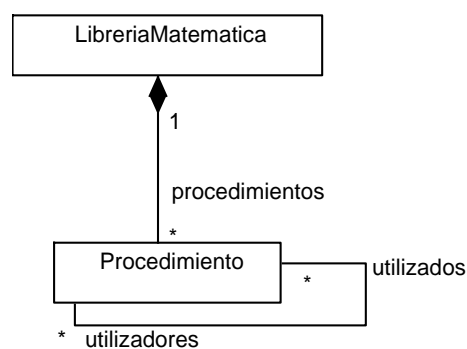 LibreriaMatematica
1
procedimientos
*
Procedimiento
utilizados
*
* utilizadores